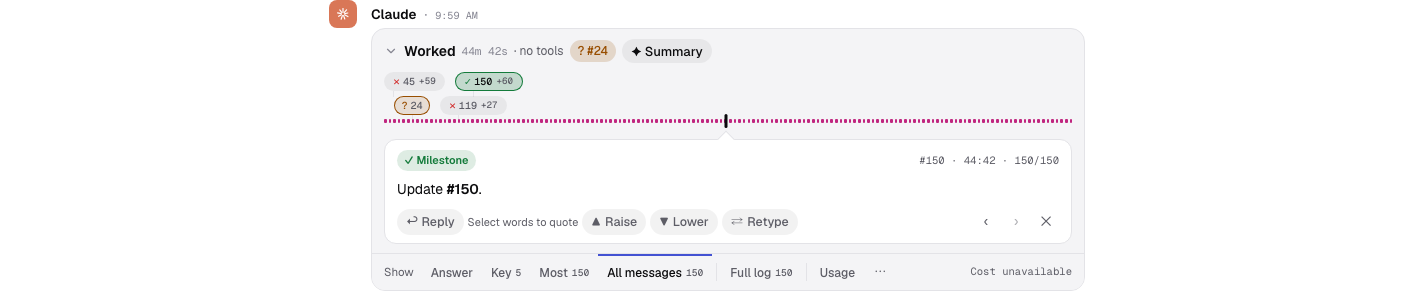 Claude · 9:59 AM
Worked 44m 42s · no tools ? #24 ✦ Summary
× 45 +59 ✓ 150 +60
? 24 × 119 +27
✓ Milestone #150 · 44:42 · 150/150
Update #150.
↩ Reply Select words to quote ▲ Raise ▼ Lower ⇄ Retype ‹ › ×
Show Answer Key 5 Most 150 All messages 150 Full log 150 Usage ··· Cost unavailable